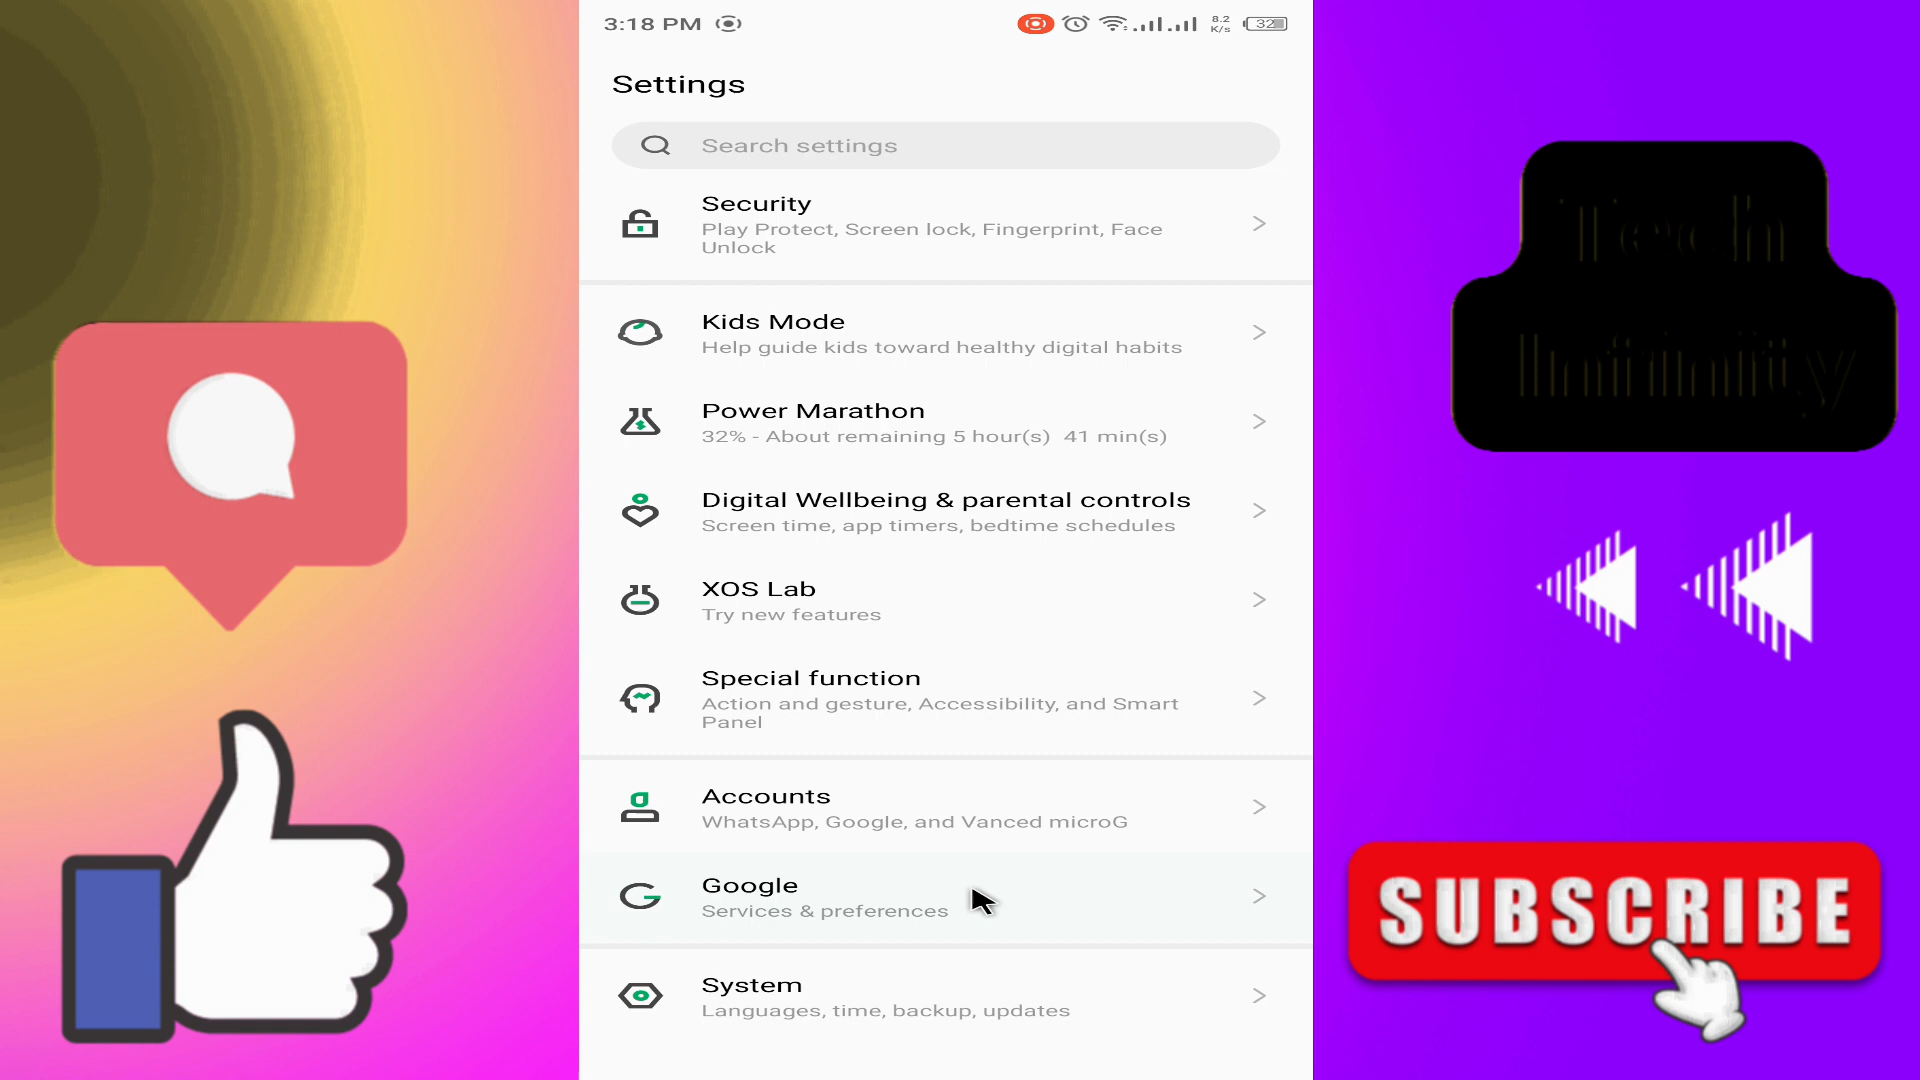 3:18 PM
8.2
K/s
32
Settings
Search settings
Security
Play Protect, Screen lock, Fingerprint, Face
Unlock
Kids Mode
Help guide kids toward healthy digital habits
Power Marathon
32% - About remaining 5 hour(s) 41 min(s)
Digital Wellbeing & parental controls
Screen time, app timers, bedtime schedules
XOS Lab
Try new features
Special function
Action and gesture, Accessibility, and Smart
Panel
Accounts
WhatsApp, Google, and Vanced microG
Google
Services & preferences
System
Languages, time, backup, updates
Tech
Infinity
SUBSCRIBE